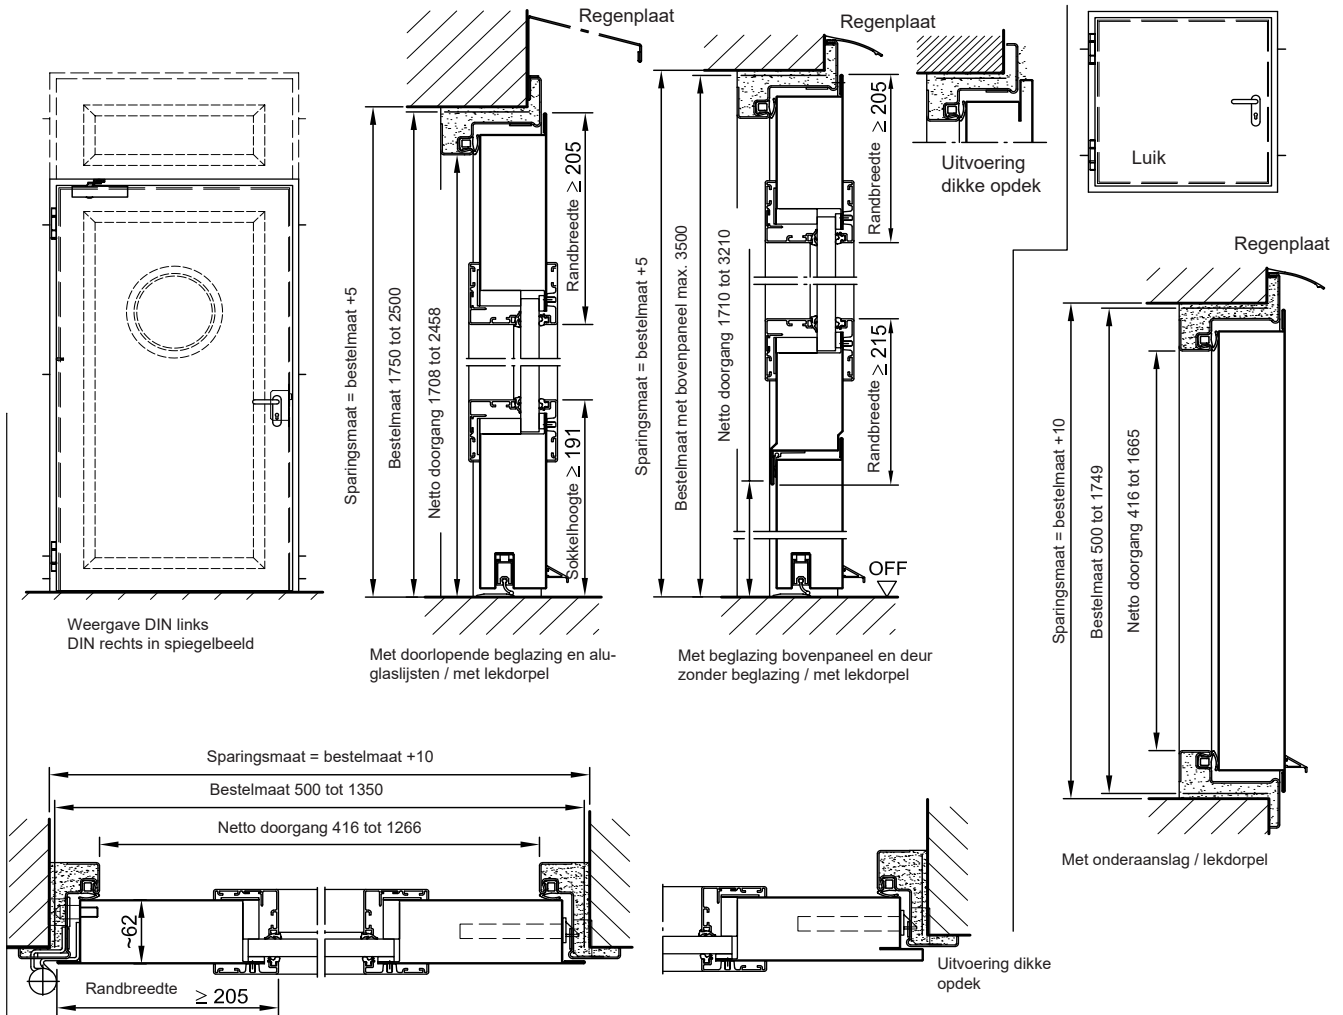 Regenplaat
Regenplaat
Uitvoering
dikke opdek
Luik
Regenplaat
Sparingsmaat = bestelmaat +5
Bestelmaat 1750 tot 2500
Netto doorgang 1708 tot 2458
Randbreedte ≥ 205
Sokkelhoogte ≥ 191
Sparingsmaat = bestelmaat +5
Bestelmaat met bovenpaneel max. 3500
Netto doorgang 1710 tot 3210
Randbreedte ≥ 205
Randbreedte ≥ 215
OFF
Sparingsmaat = bestelmaat +10
Bestelmaat 500 tot 1749
Netto doorgang 416 tot 1665
Weergave DIN links
DIN rechts in spiegelbeeld
Met doorlopende beglazing en alu-
glaslijsten / met lekdorpel
Met beglazing bovenpaneel en deur
zonder beglazing / met lekdorpel
Met onderaanslag / lekdorpel
Sparingsmaat = bestelmaat +10
Bestelmaat 500 tot 1350
Netto doorgang 416 tot 1266
~62
Randbreedte ≥ 205
Uitvoering dikke
opdek